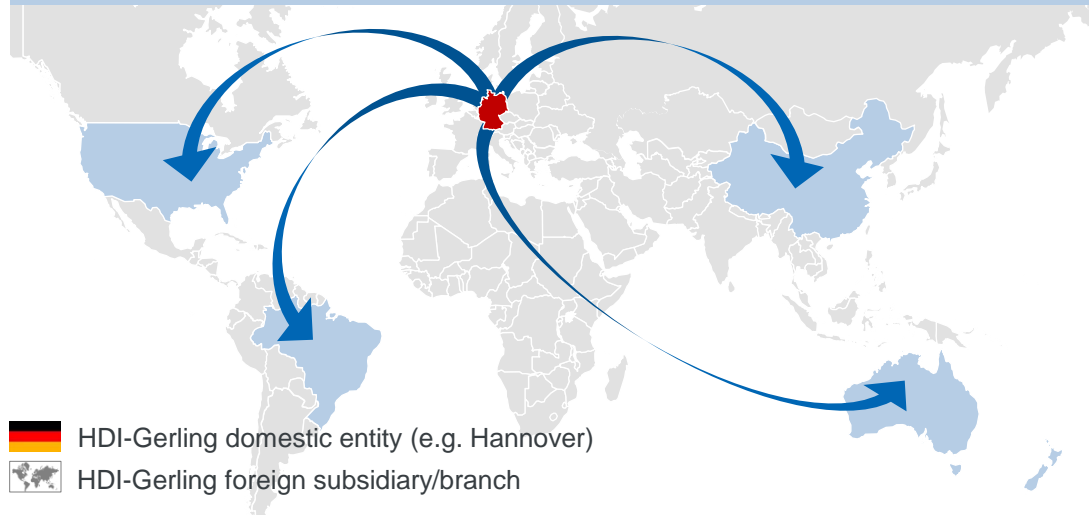 HDI-Gerling domestic entity (e.g. Hannover)
HDI-Gerling foreign subsidiary/branch